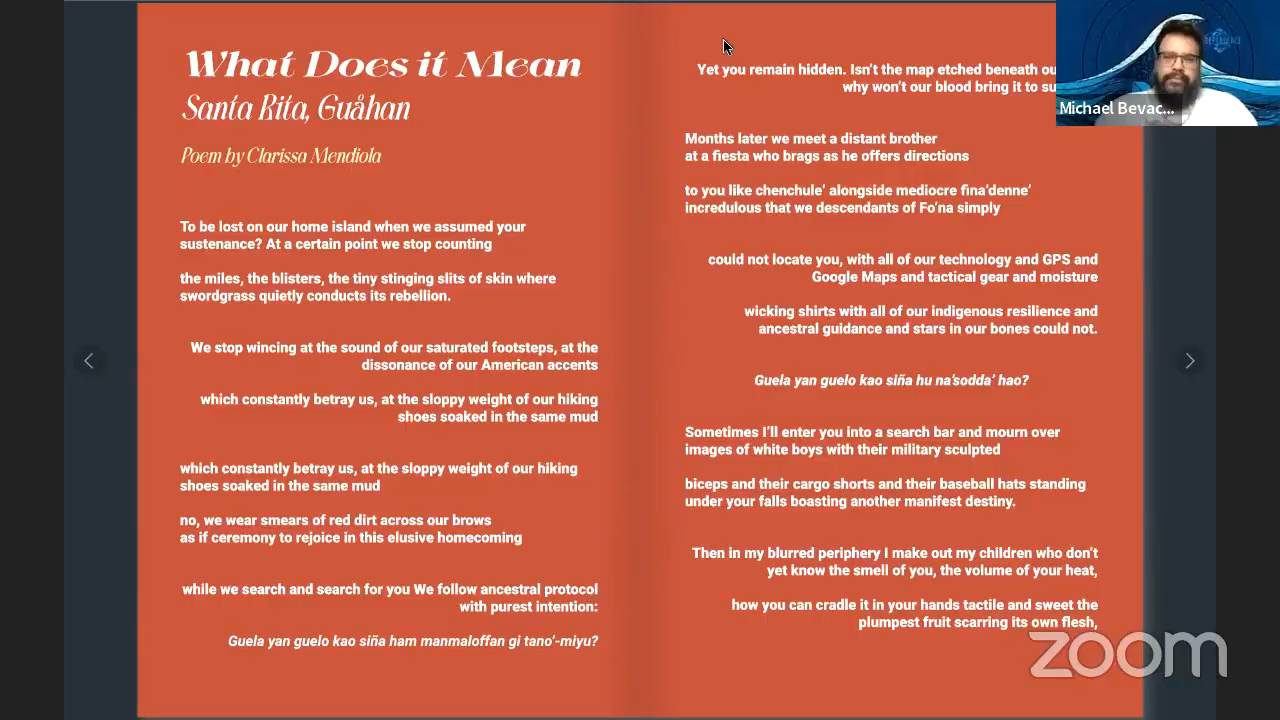 What Does it Mean
Santa Rita, Guåhan
Poem by Clarissa Mendiola
To be lost on our home island when we assumed your
sustenance? At a certain point we stop counting
the miles, the blisters, the tiny stinging slits of skin where
swordgrass quietly conducts its rebellion.
We stop wincing at the sound of our saturated footsteps, at the
dissonance of our American accents
which constantly betray us, at the sloppy weight of our hiking
shoes soaked in the same mud
which constantly betray us, at the sloppy weight of our hiking
shoes soaked in the same mud
no, we wear smears of red dirt across our brows
as if ceremony to rejoice in this elusive homecoming
while we search and search for you We follow ancestral protocol
with purest intention:
Guela yan guelo kao siña ham manmaloffan gi tano’-miyu?
Yet you remain hidden. Isn’t the map etched beneath
why won’t our blood bring it to
Months later we meet a distant brother
at a fiesta who brags as he offers directions
to you like chenchule’ alongside mediocre fina’denne’
incredulous that we descendants of Fo’na simply
could not locate you, with all of our technology and GPS and
Google Maps and tactical gear and moisture
wicking shirts with all of our indigenous resilience and
ancestral guidance and stars in our bones could not.
Guela yan guelo kao siña hu na’sodda’ hao?
Sometimes I’ll enter you into a search bar and mourn over
images of white boys with their military sculpted
biceps and their cargo shorts and their baseball hats standing
under your falls boasting another manifest destiny.
Then in my blurred periphery I make out my children who don’t
yet know the smell of you, the volume of your heat,
how you can cradle it in your hands tactile and sweet the
plumpest fruit scarring its own flesh,
Michael Bevac...
zoom